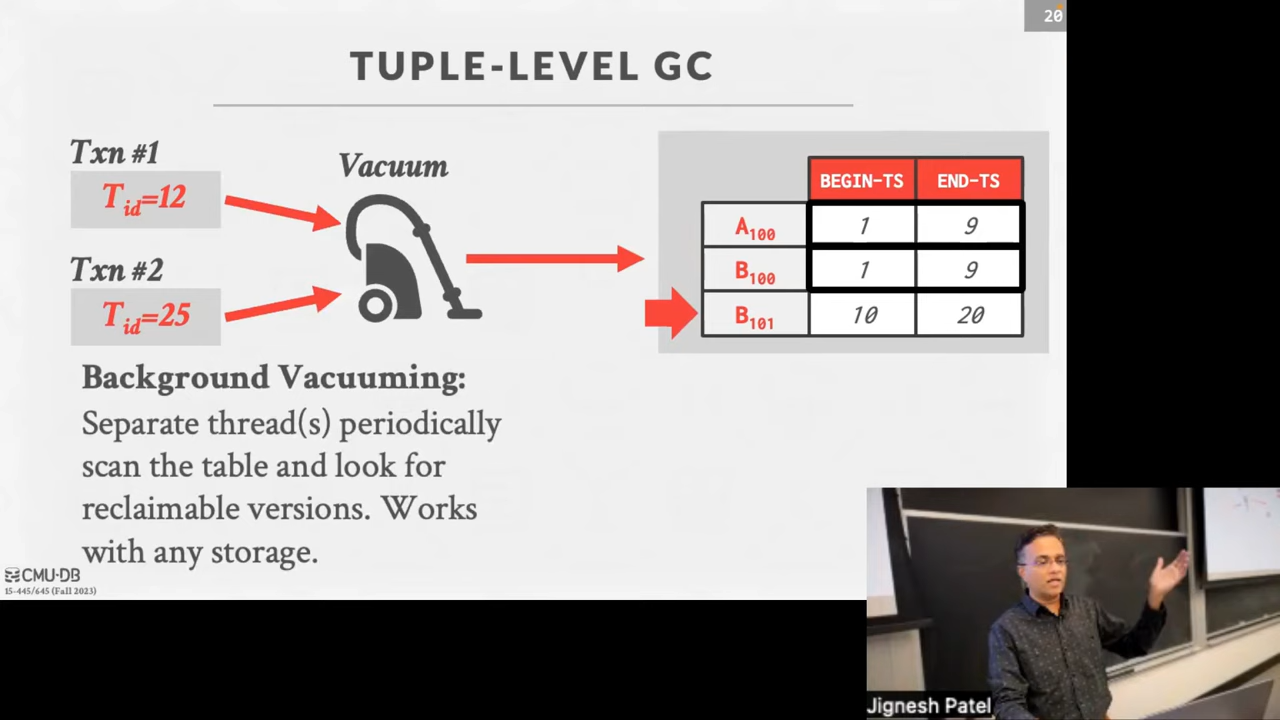 20
TUPLE-LEVEL GC
Txn #1
Tid=12
Txn #2
Tid=25
Vacuum
BEGIN-TS END-TS
A100 1 9
B100 1 9
B101 10 20
Background Vacuuming:
Separate thread(s) periodically
scan the table and look for
reclaimable versions. Works
with any storage.
CMU·DB
15-445/645 (Fall 2023)
Jignesh Patel